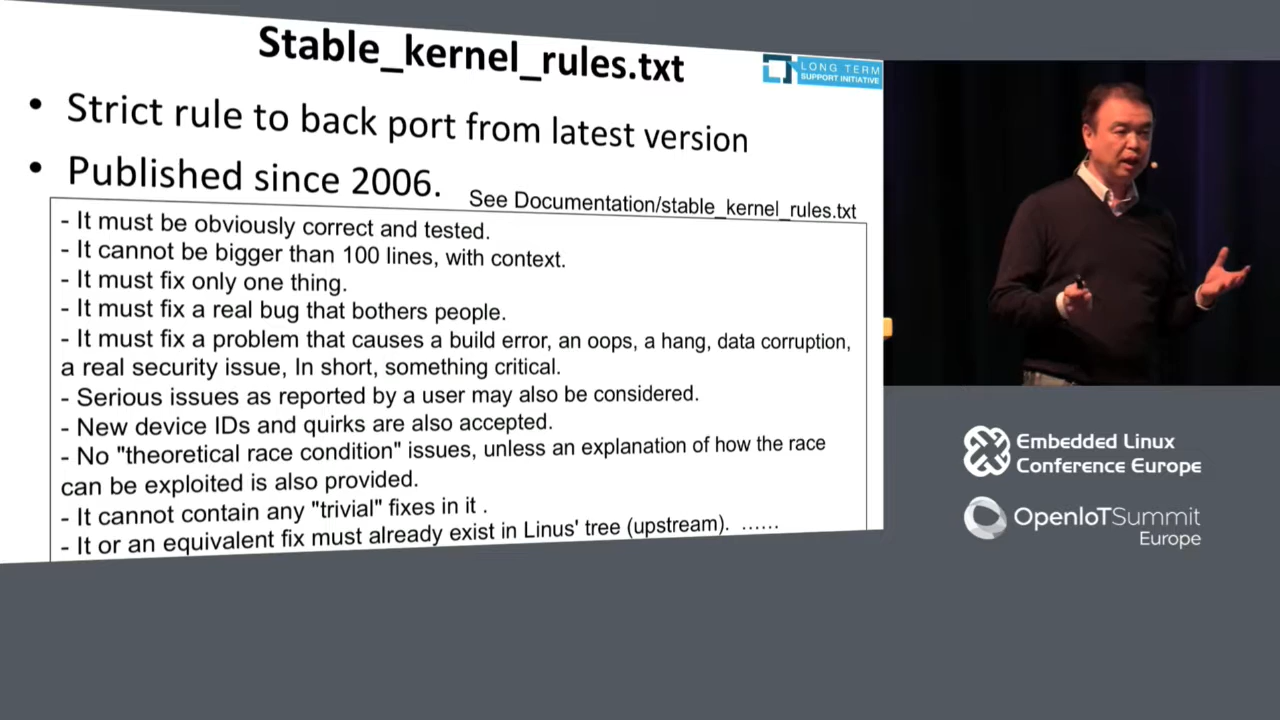 Stable_kernel_rules.txt
LONG TERM
SUPPORT INITIATIVE
• Strict rule to back port from latest version
• Published since 2006.
See Documentation/stable_kernel_rules.txt
- It must be obviously correct and tested.
- It cannot be bigger than 100 lines, with context.
- It must fix only one thing.
- It must fix a real bug that bothers people.
- It must fix a problem that causes a build error, an oops, a hang, data corruption,
a real security issue, In short, something critical.
- Serious issues as reported by a user may also be considered.
- New device IDs and quirks are also accepted.
- No "theoretical race condition" issues, unless an explanation of how the race
can be exploited is also provided.
- It cannot contain any "trivial" fixes in it .
- It or an equivalent fix must already exist in Linus' tree (upstream). ......
Embedded Linux
Conference Europe
OpenIoTSummit
Europe